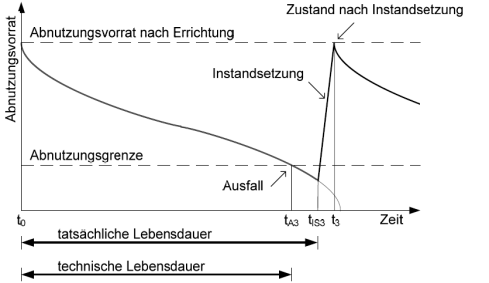 Zustand nach Instandsetzung
Abnutzungsvorrat nach Errichtung
Abnutzungsvorrat
Instandsetzung
Abnutzungsgrenze
Ausfall
t0 tA3 tIS3 t3 Zeit
tatsächliche Lebensdauer
technische Lebensdauer